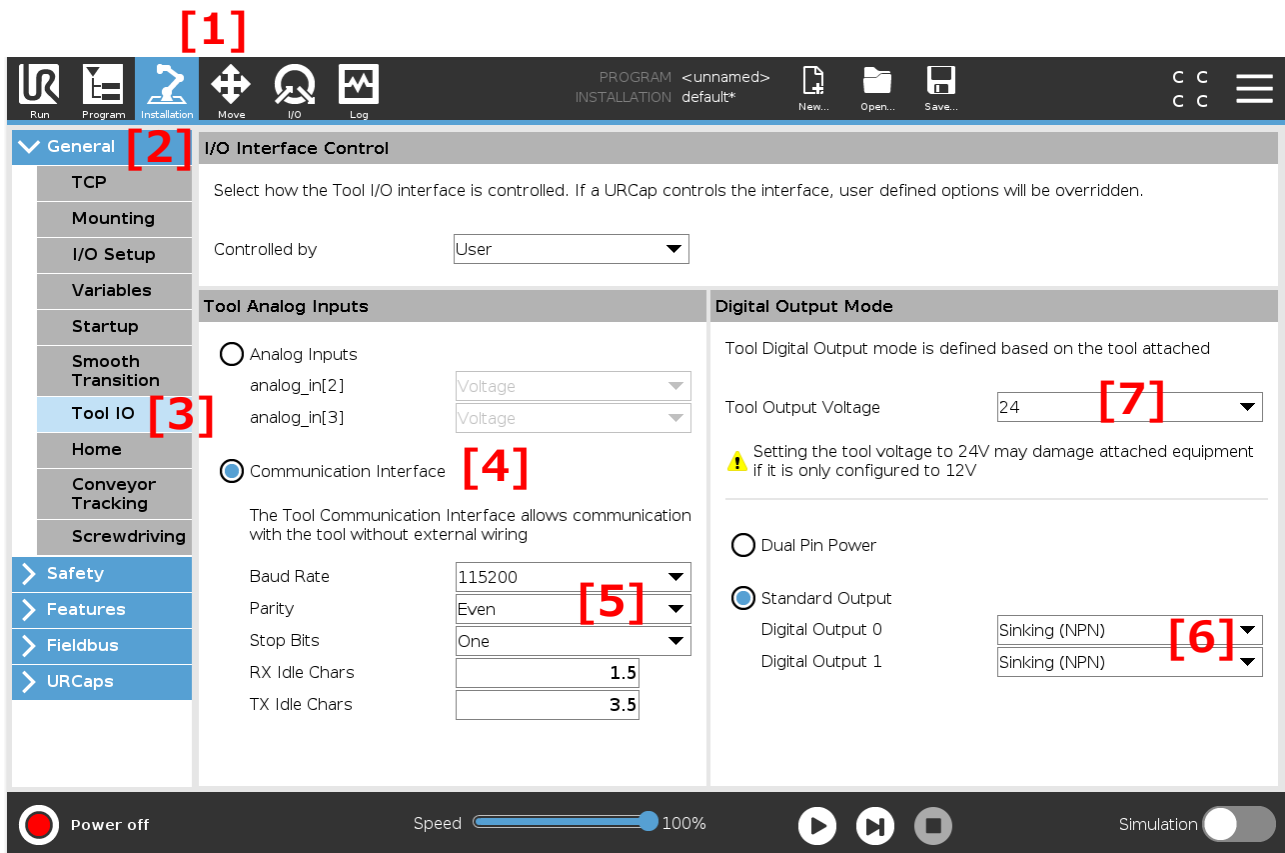 [1]
PROGRAM <unnamed>
INSTALLATION default*
C C
C C
Run Program Installation Move I/O Log New... Open... Save...
General [2]
TCP
Mounting
I/O Setup
Variables
Startup
Smooth
Transition
Tool IO [3]
Home
Conveyor
Tracking
Screwdriving
Safety
Features
Fieldbus
URCaps
I/O Interface Control
Select how the Tool I/O interface is controlled. If a URCap controls the interface, user defined options will be overridden.
Controlled by User
Tool Analog Inputs
Analog Inputs
analog_in[2] Voltage
analog_in[3] Voltage
Communication Interface [4]
The Tool Communication Interface allows communication
with the tool without external wiring
Baud Rate 115200
Parity Even [5]
Stop Bits One
RX Idle Chars 1.5
TX Idle Chars 3.5
Digital Output Mode
Tool Digital Output mode is defined based on the tool attached
Tool Output Voltage 24 [7]
Setting the tool voltage to 24V may damage attached equipment
if it is only configured to 12V
Dual Pin Power
Standard Output
Digital Output 0 Sinking (NPN) [6]
Digital Output 1 Sinking (NPN)
Power off Speed 100% Simulation